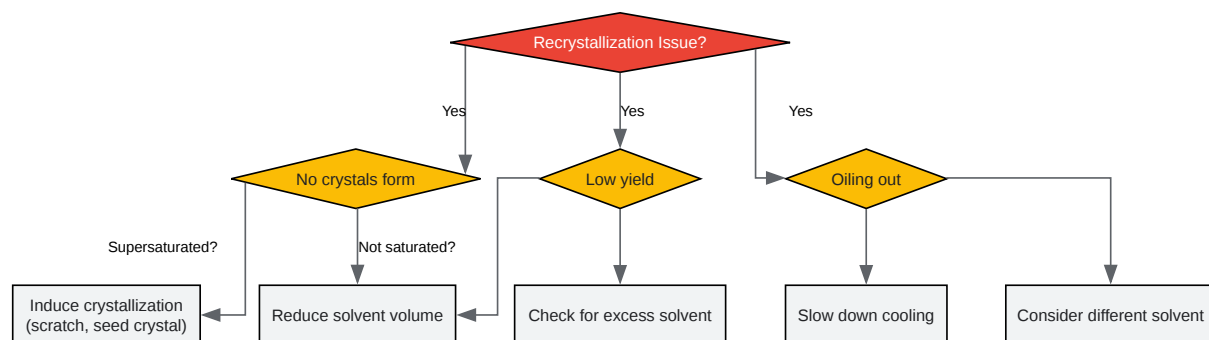 Recrystallization Issue?
Yes
Yes
Yes
No crystals form
Low yield
Oiling out
Supersaturated?
Not saturated?
Induce crystallization
(scratch, seed crystal)
Reduce solvent volume
Check for excess solvent
Slow down cooling
Consider different solvent